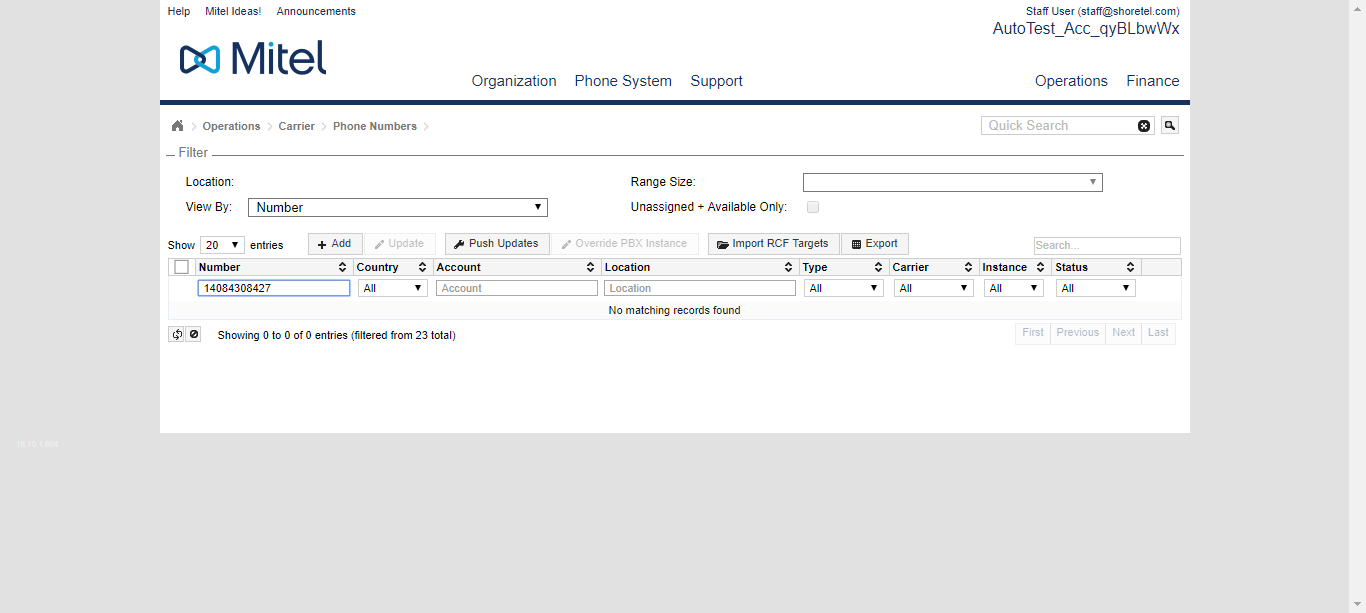 Help Mitel Ideas! Announcements Staff User (staff@shoretel.com)
AutoTest_Acc_qyBLbwWx
Mitel
Organization Phone System Support Operations Finance
Operations Carrier Phone Numbers Quick Search
Filter
Location: Range Size:
View By: Number Unassigned + Available Only:
Show 20 entries Add Update Push Updates Override PBX Instance Import RCF Targets Export Search...
Number Country Account Location Type Carrier Instance Status
14084308427 All Account Location All All All All
No matching records found
Showing 0 to 0 of 0 entries (filtered from 23 total) First Previous Next Last